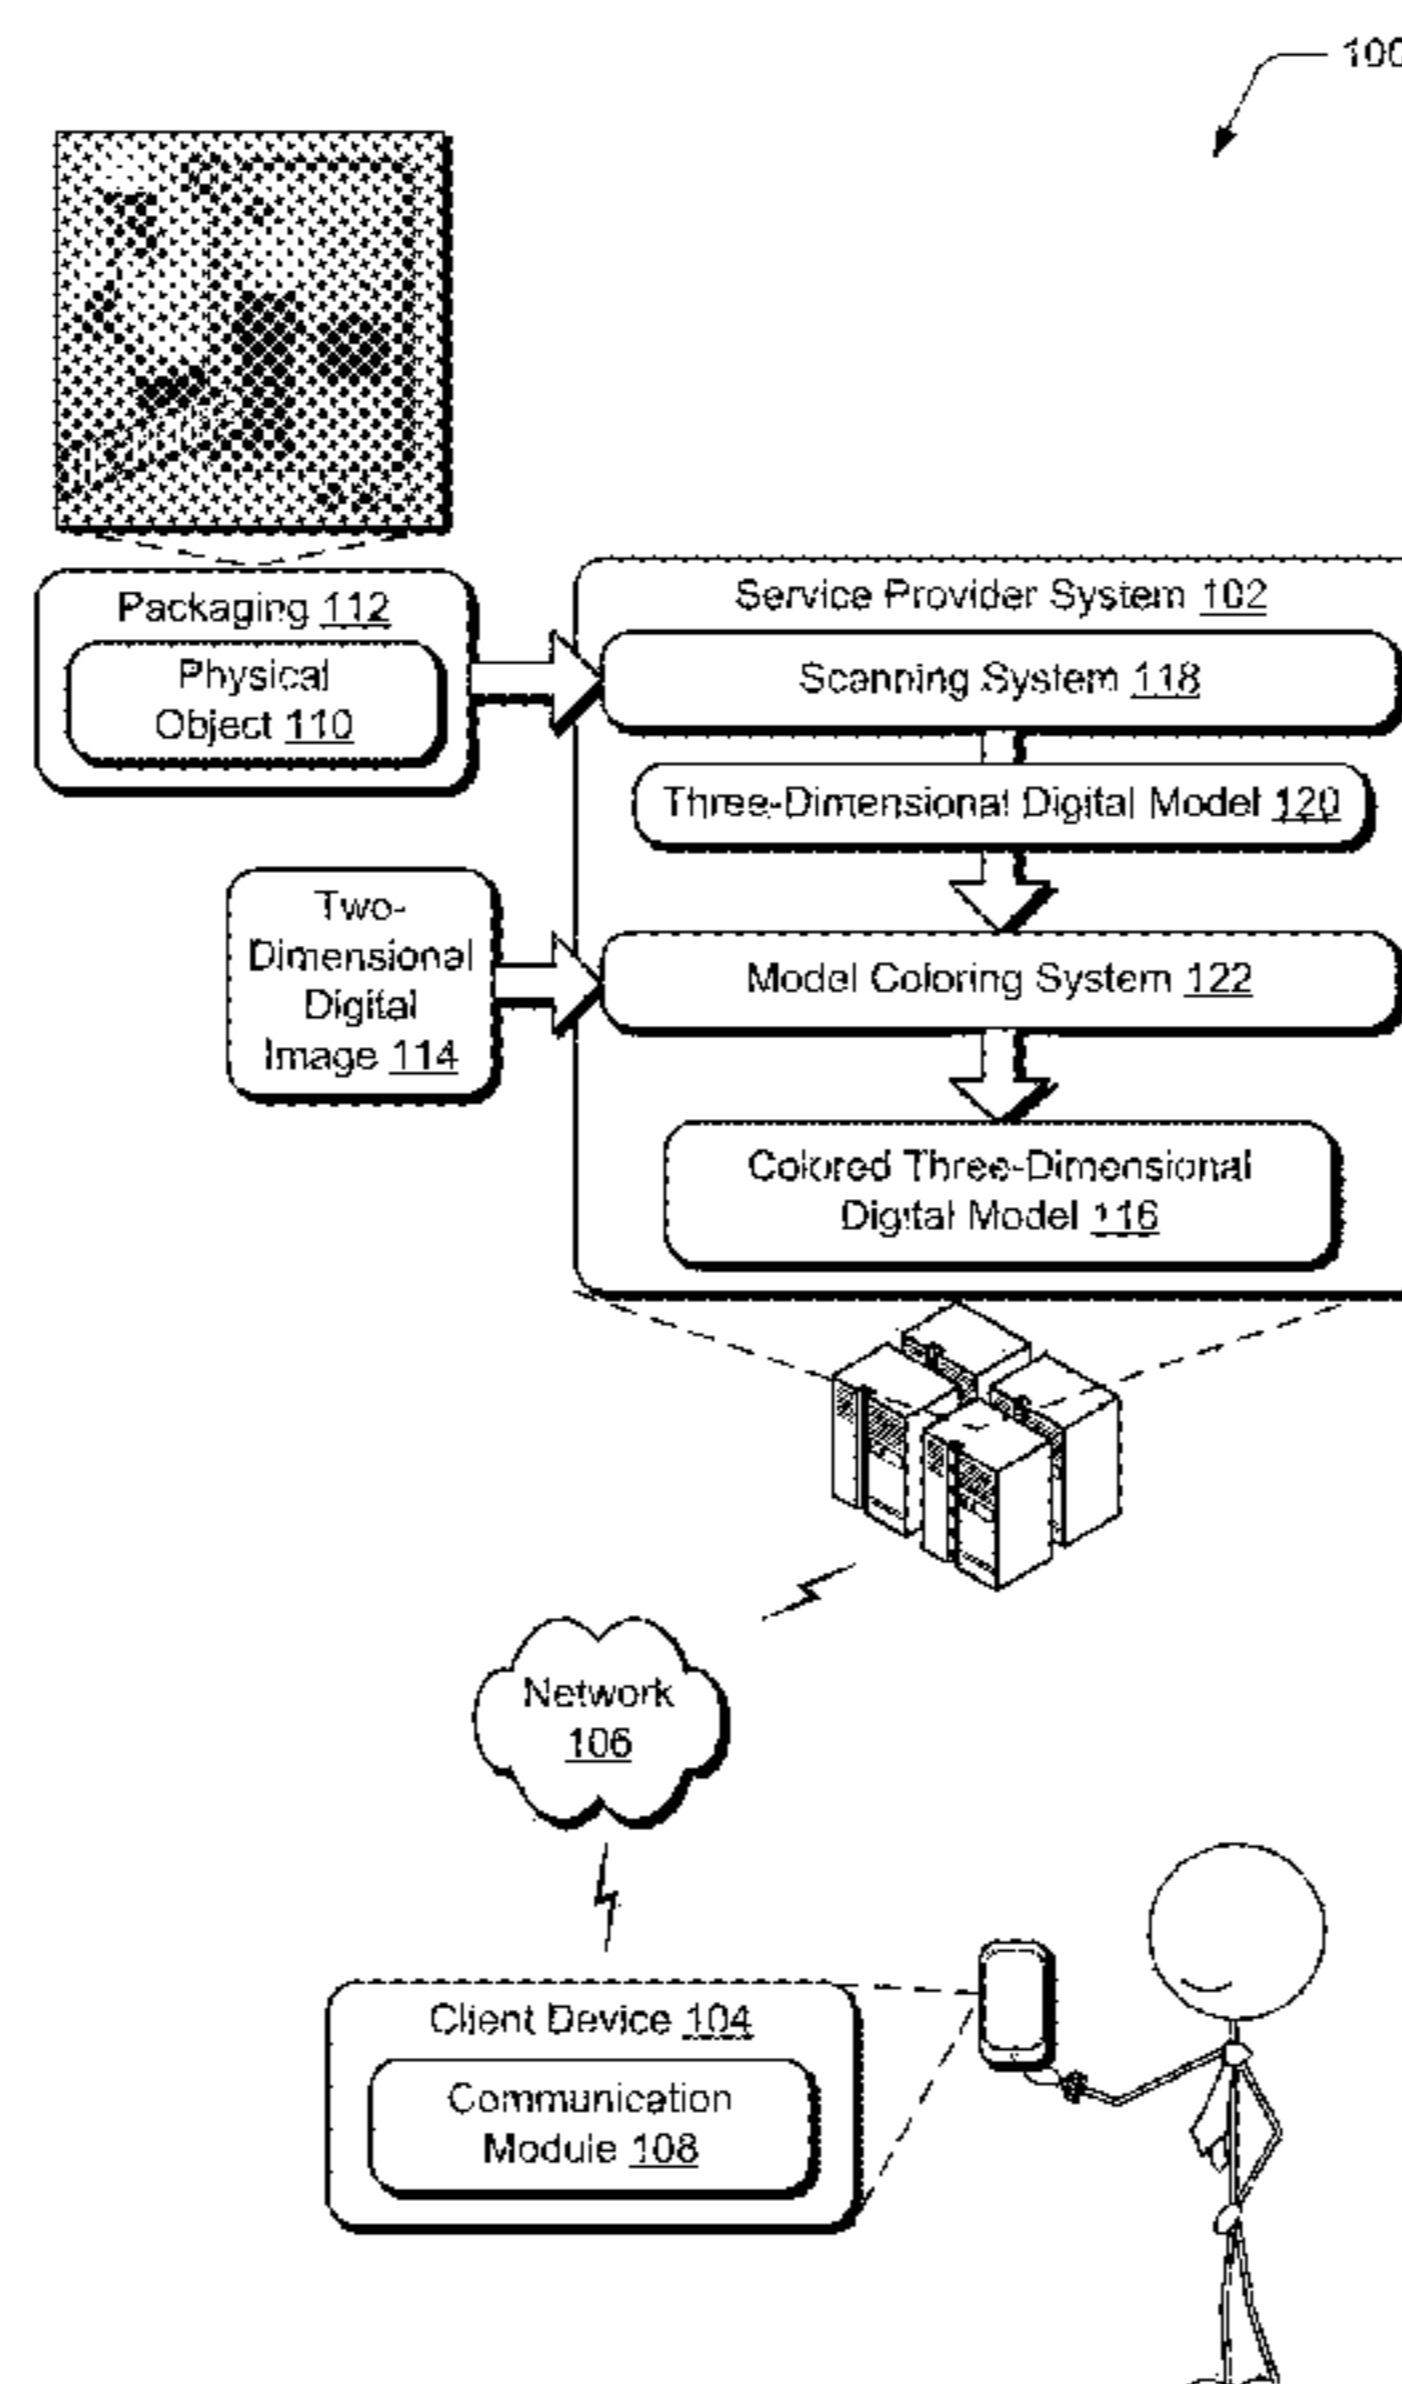 100
Packaging 112
Physical
Object 110
Service Provider System 102
Scanning System 118
Three-Dimensional Digital Model 120
Two-
Dimensional
Digital
Image 114
Model Coloring System 122
Colored Three-Dimensional
Digital Model 116
Network
106
Client Device 104
Communication
Module 108